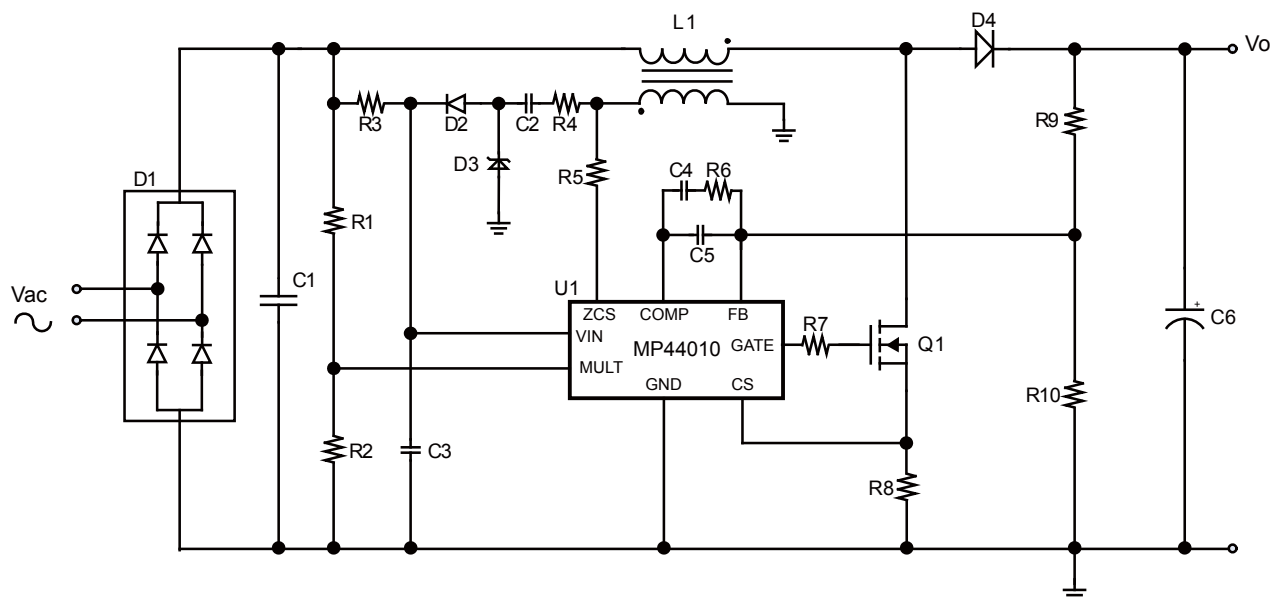 L1
D4
Vo
R3
D2
C2
R4
R9
D3
R5
C4
R6
D1
R1
C5
C1
Vac
U1
ZCS
COMP
FB
VIN
MP44010
GATE
R7
Q1
C6
MULT
GND
CS
R10
R2
C3
R8
+